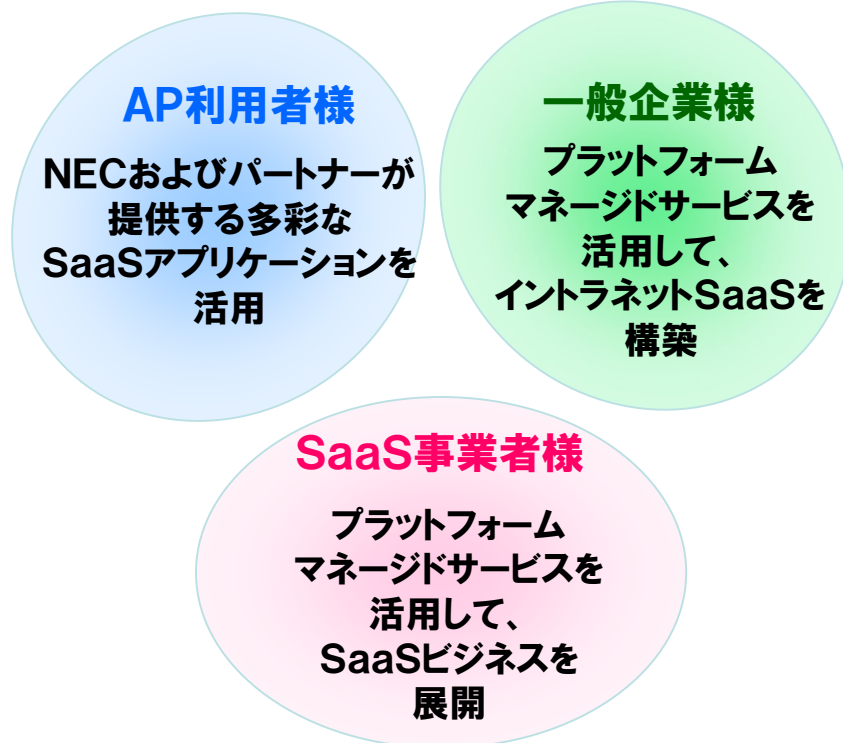 AP利用者様
NECおよびパートナーが
提供する多彩な
SaaSアプリケーションを
活用
一般企業様
プラットフォーム
マネージドサービスを
活用して、
イントラネットSaaSを
構築
SaaS事業者様
プラットフォーム
マネージドサービスを
活用して、
SaaSビジネスを
展開